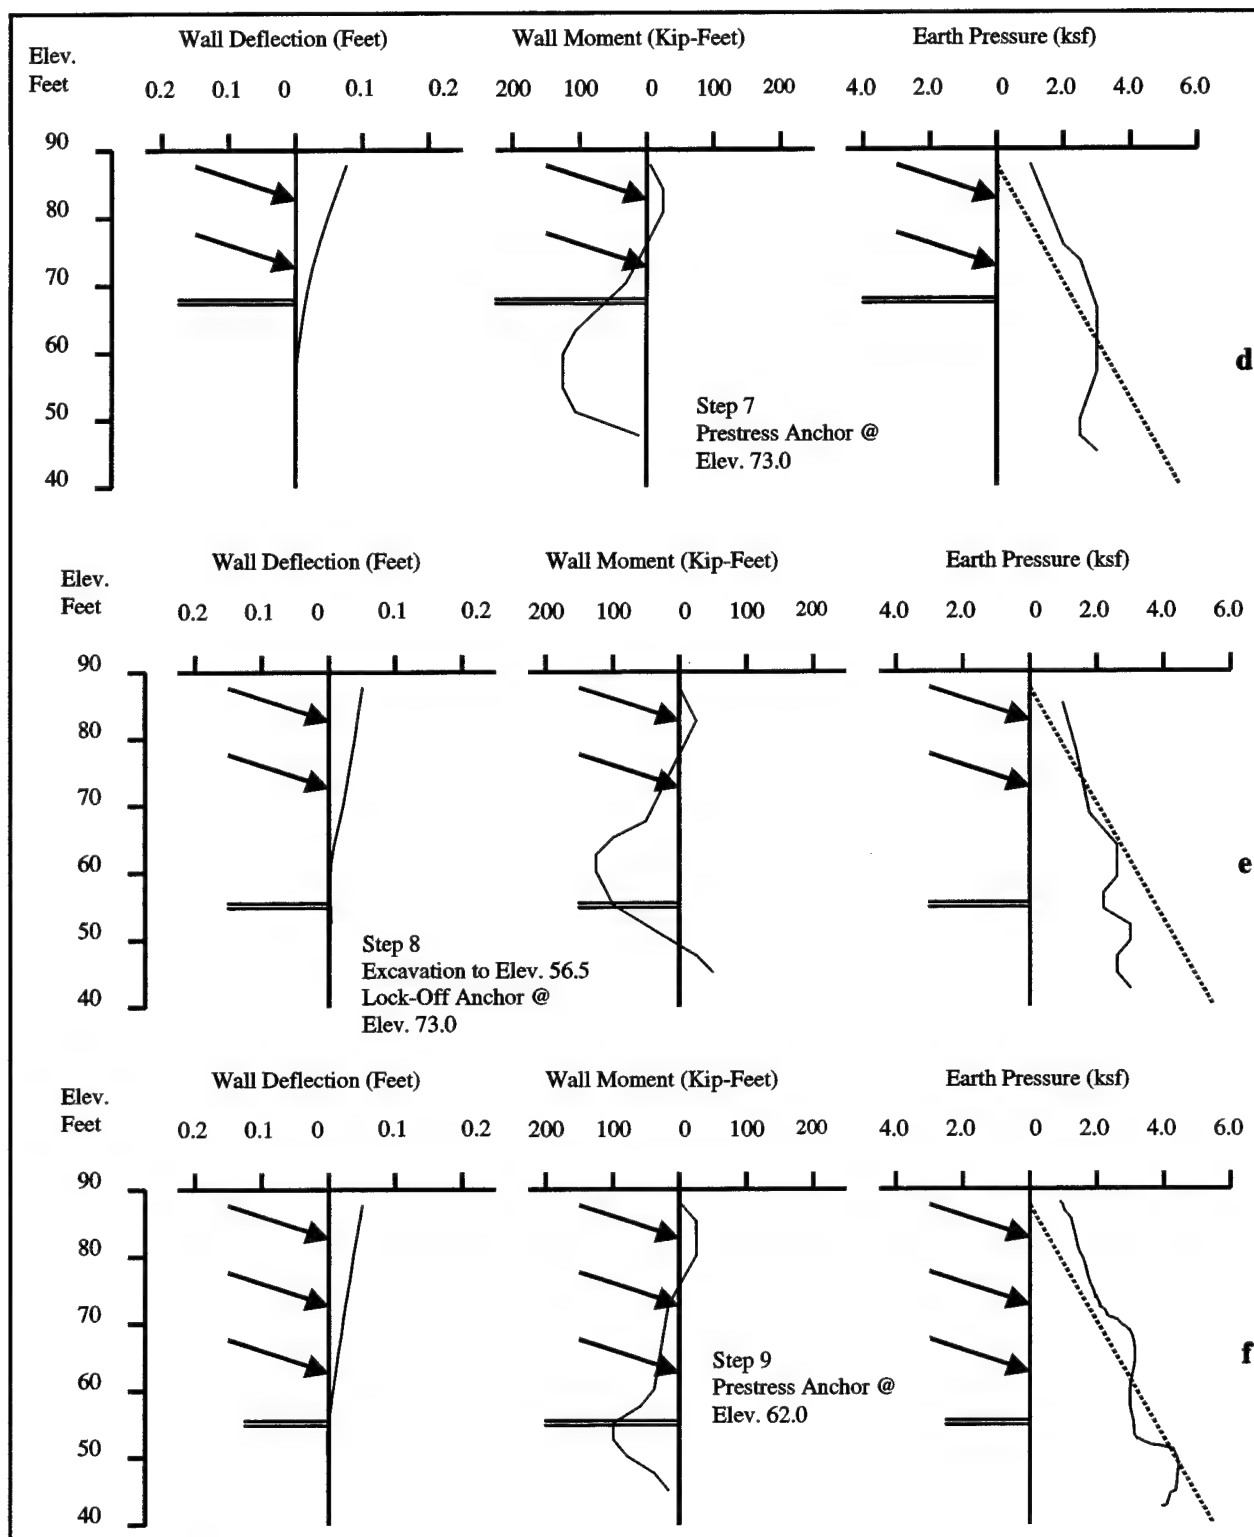 Wall Deflection (Feet) Wall Moment (Kip-Feet) Earth Pressure (ksf)
Elev.
Feet
0.2 0.1 0 0.1 0.2 200 100 0 100 200 4.0 2.0 0 2.0 4.0 6.0
90
80
70
60
50
40
Step 7
Prestress Anchor @
Elev. 73.0
d
Wall Deflection (Feet) Wall Moment (Kip-Feet) Earth Pressure (ksf)
Elev.
Feet
0.2 0.1 0 0.1 0.2 200 100 0 100 200 4.0 2.0 0 2.0 4.0 6.0
90
80
70
60
50
40
Step 8
Excavation to Elev. 56.5
Lock-Off Anchor @
Elev. 73.0
e
Wall Deflection (Feet) Wall Moment (Kip-Feet) Earth Pressure (ksf)
Elev.
Feet
0.2 0.1 0 0.1 0.2 200 100 0 100 200 4.0 2.0 0 2.0 4.0 6.0
90
80
70
60
50
40
Step 9
Prestress Anchor @
Elev. 62.0
f